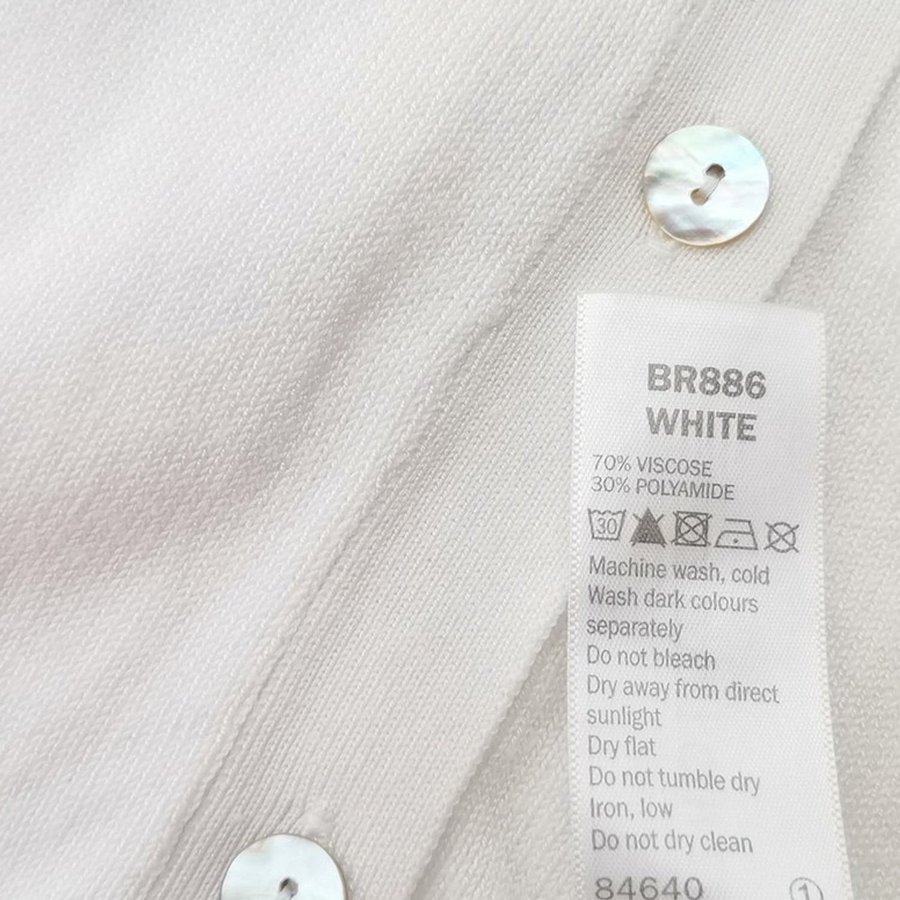 BR886
WHITE
70% VISCOSE
30% POLYAMIDE
30
Machine wash, cold
Wash dark colours
separately
Do not bleach
Dry away from direct
sunlight
Dry flat
Do not tumble dry
Iron, low
Do not dry clean
84640 1